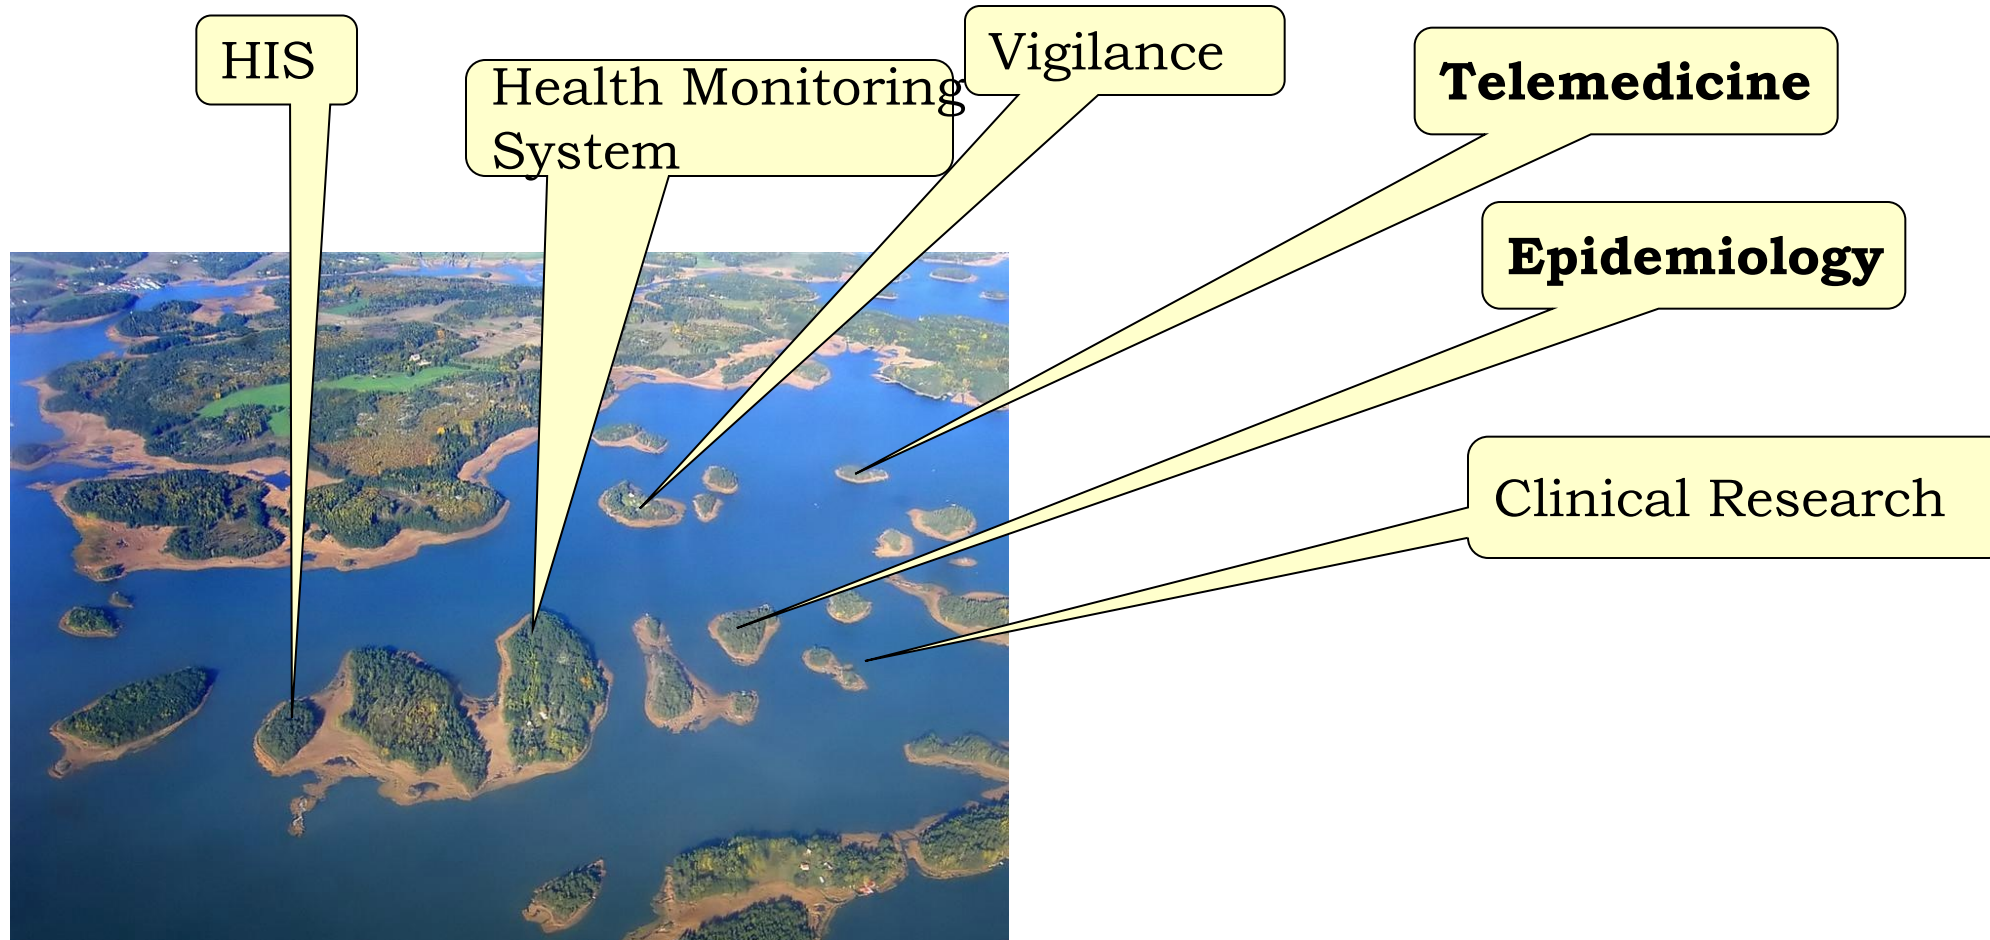 HIS
Health Monitoring
System
Vigilance
Telemedicine
Epidemiology
Clinical Research